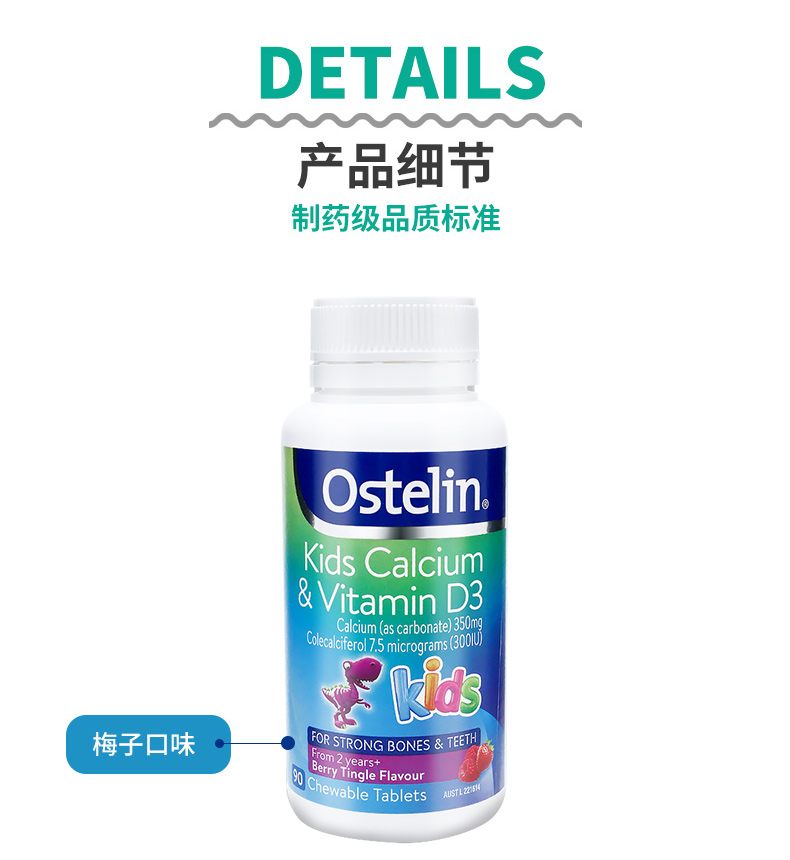 DETAILS
产品细节
制药级品质标准
Ostelin®
Kids Calcium
& Vitamin D3
Calcium (as carbonate) 350mg
Colecalciferol 7.5 micrograms (300IU)
kids
FOR STRONG BONES & TEETH
From 2 years+
Berry Tingle Flavour
90 Chewable Tablets
AUST L 221614
梅子口味